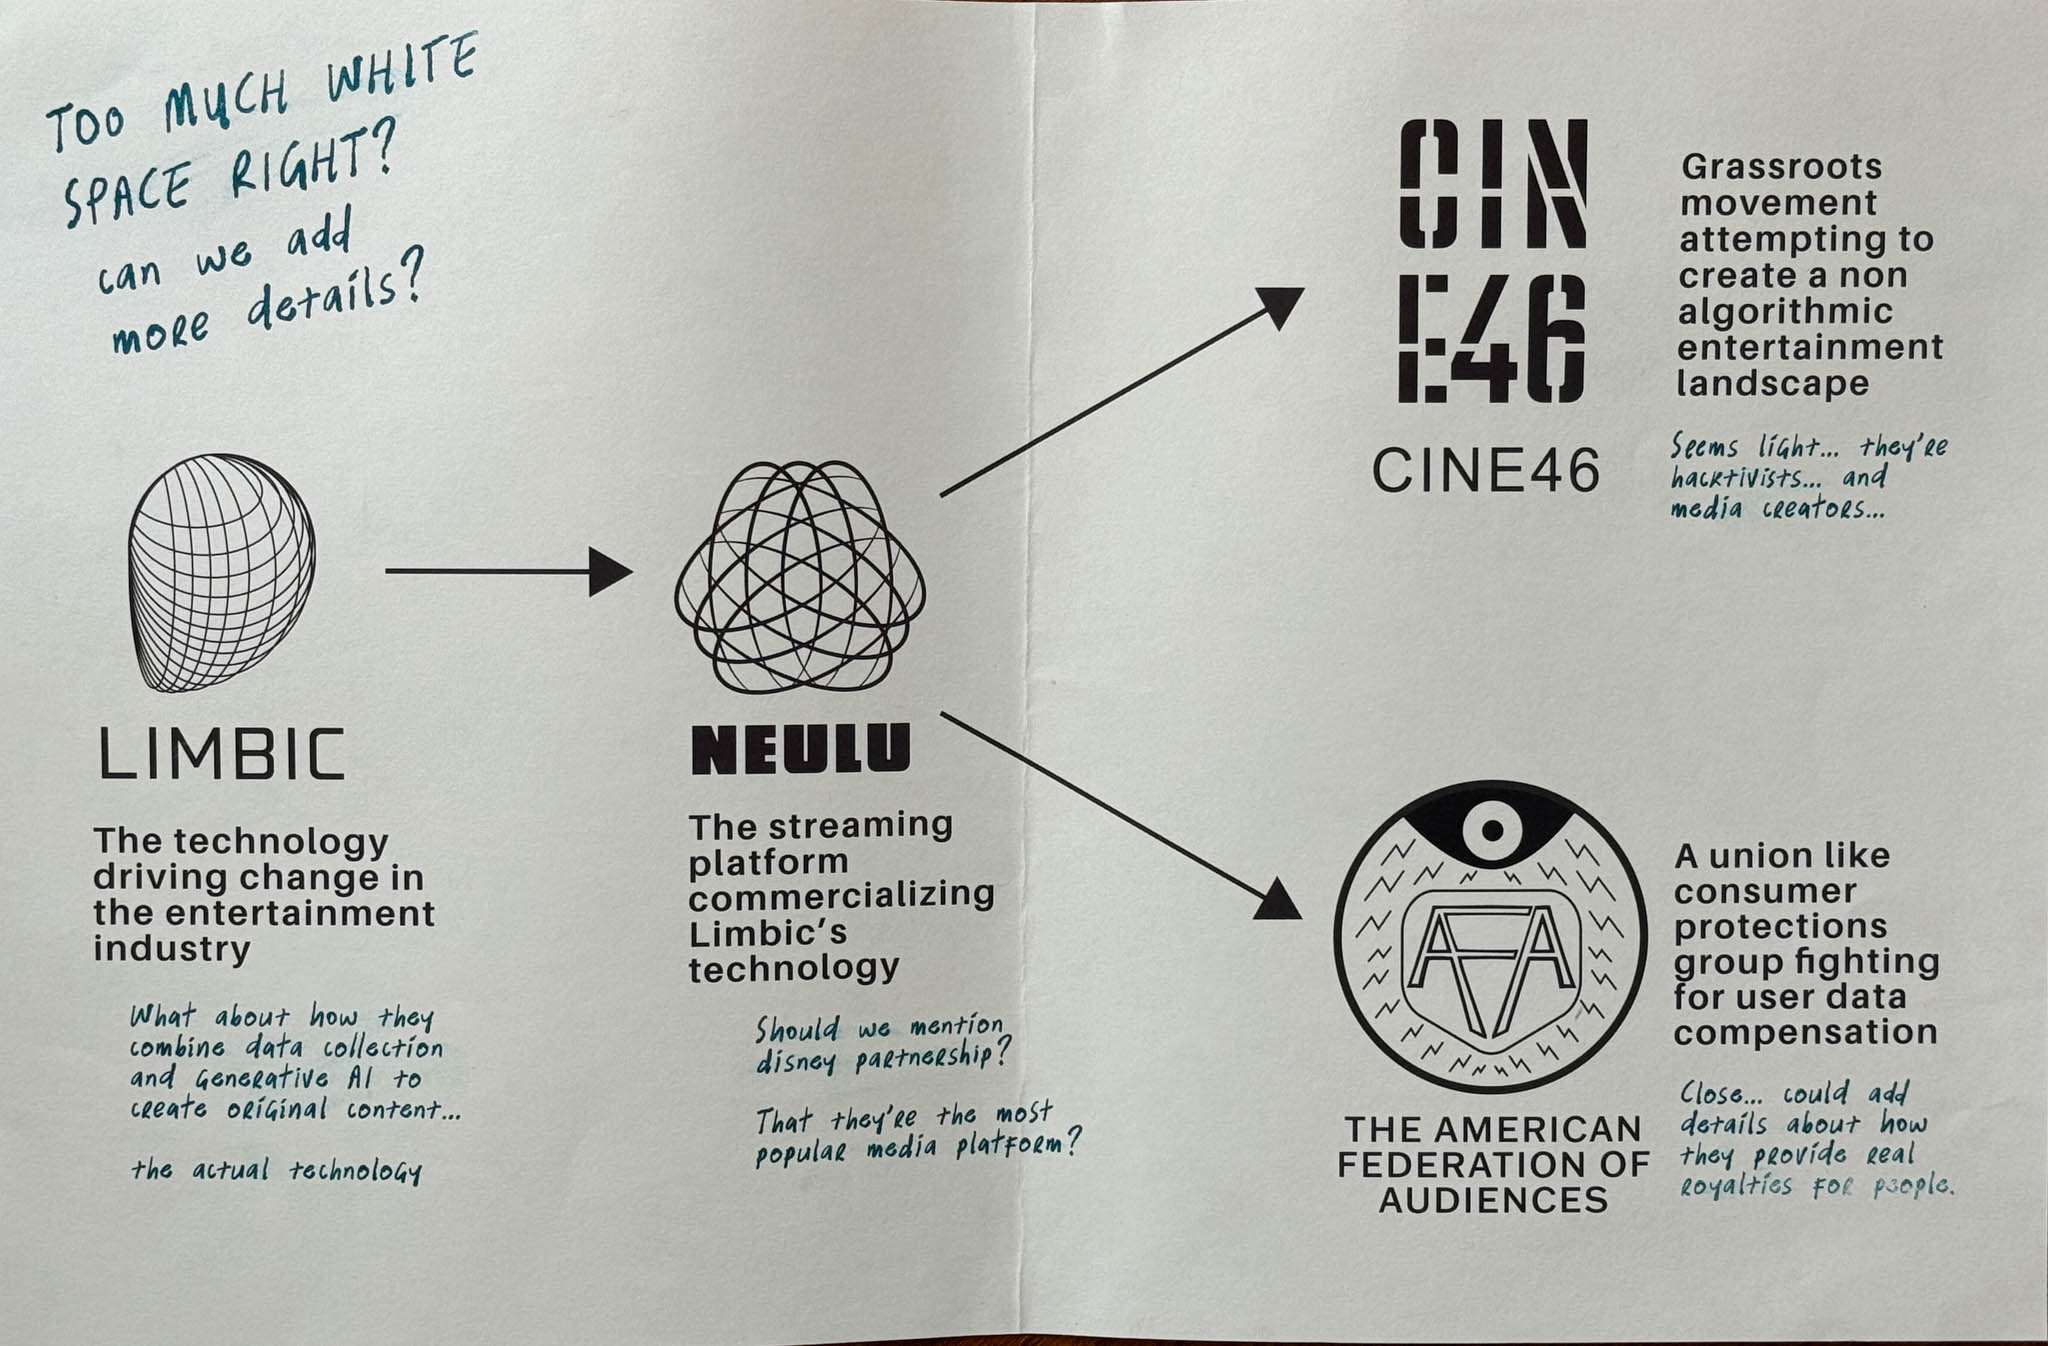 TOO MUCH WHITE
SPACE RIGHT?
can we add
more details?
LIMBIC
The technology
driving change in
the entertainment
industry
What about how they
combine data collection
and Generative AI to
create original content...
the actual technology
NEULU
The streaming
platform
commercializing
Limbic's
technology
Should we mention
disney partnership?
That they're the most
popular media platform?
CIN
E46
CINE46
Grassroots
movement
attempting to
create a non
algorithmic
entertainment
landscape
Seems light... they're
hacktivists... and
media creators...
AFA
THE AMERICAN
FEDERATION OF
AUDIENCES
A union like
consumer
protections
group fighting
for user data
compensation
Close... could add
details about how
they provide real
royalties for people.